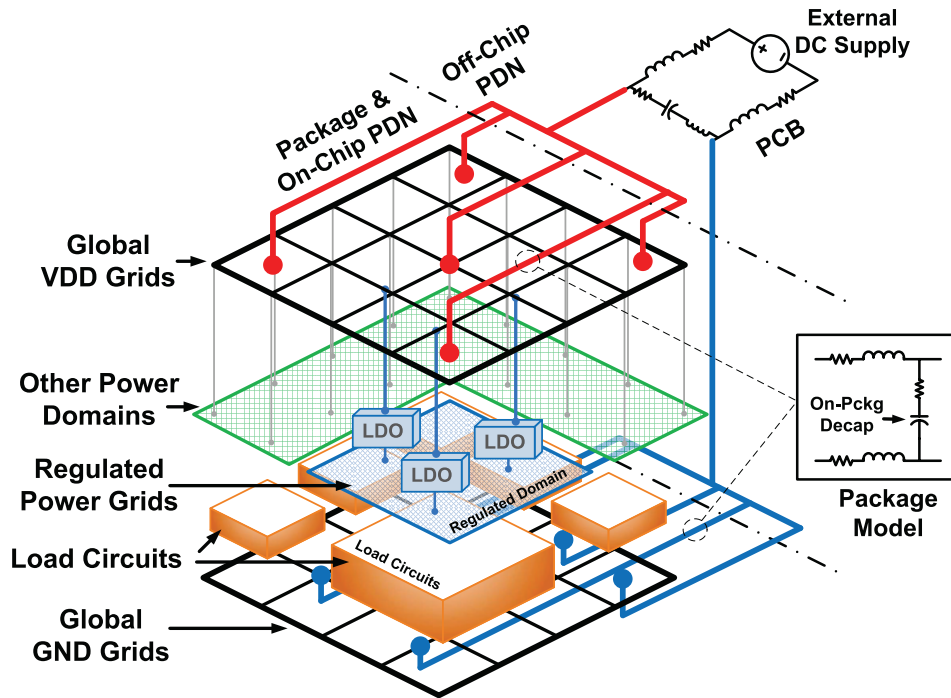 External
DC Supply
+
-
Off-Chip
PDN
PCB
Package &
On-Chip PDN
Global
VDD Grids
Other Power
Domains
LDO
LDO
LDO
On-Pckg
Decap
Package
Model
Regulated
Power Grids
Regulated Domain
Load Circuits
Load Circuits
Global
GND Grids